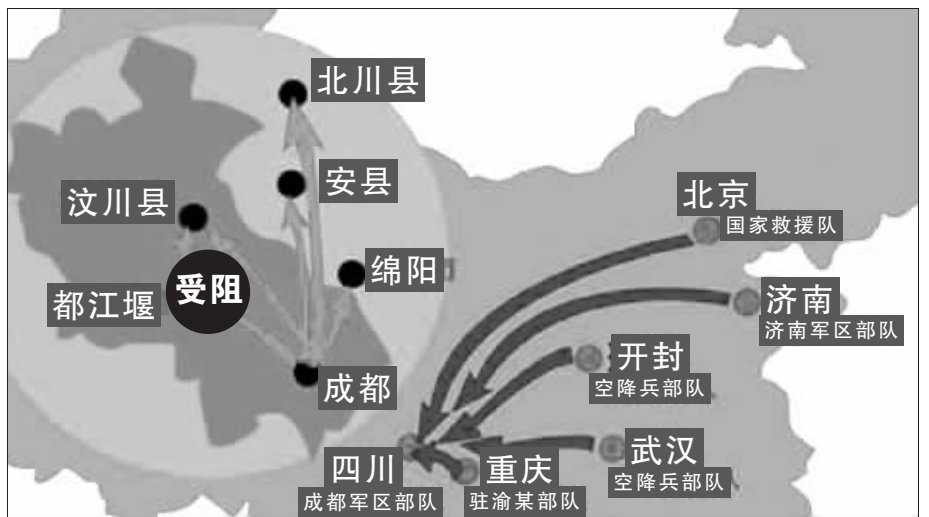 北川县
安县
汶川县
绵阳
都江堰
受阻
成都
北京
国家救援队
济南
济南军区部队
开封
空降兵部队
武汉
空降兵部队
四川
成都军区部队
重庆
驻渝某部队